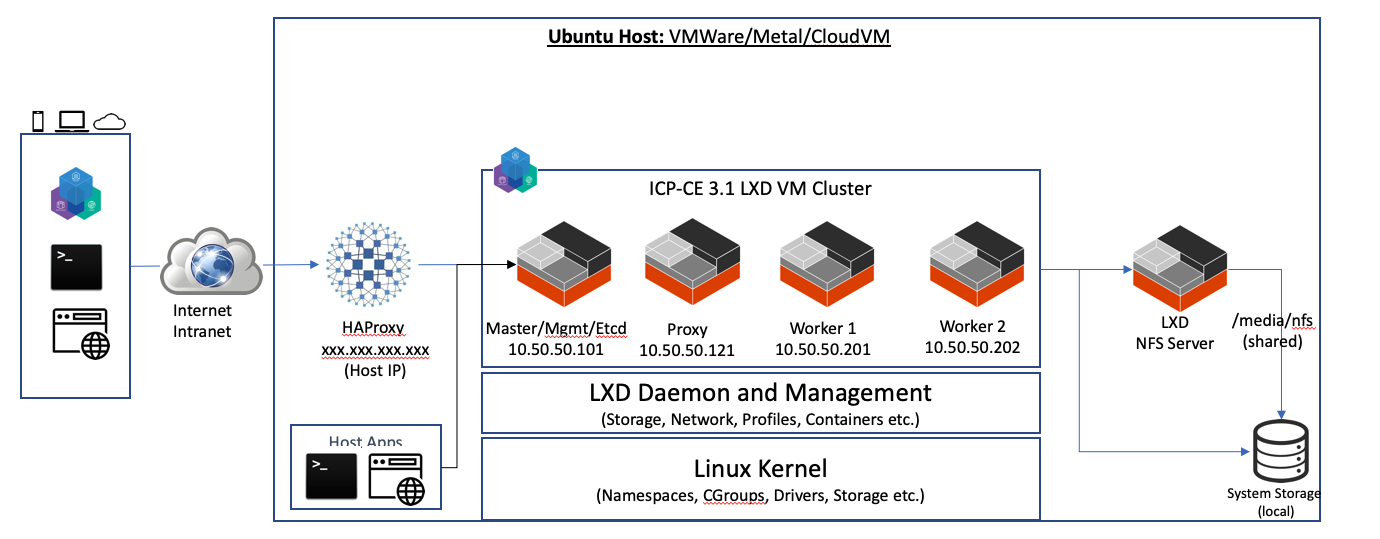 Ubuntu Host: VMWare/Metal/CloudVM
ICP-CE 3.1 LXD VM Cluster
>_
Internet
Intranet
HAProxy
xxx.xxx.xxx.xxx
(Host IP)
Master/Mgmt/Etcd
10.50.50.101
Proxy
10.50.50.121
Worker 1
10.50.50.201
Worker 2
10.50.50.202
LXD
NFS Server
/media/nfs
(shared)
LXD Daemon and Management
(Storage, Network, Profiles, Containers etc.)
Host Apps
>_
Linux Kernel
(Namespaces, CGroups, Drivers, Storage etc.)
System Storage
(local)